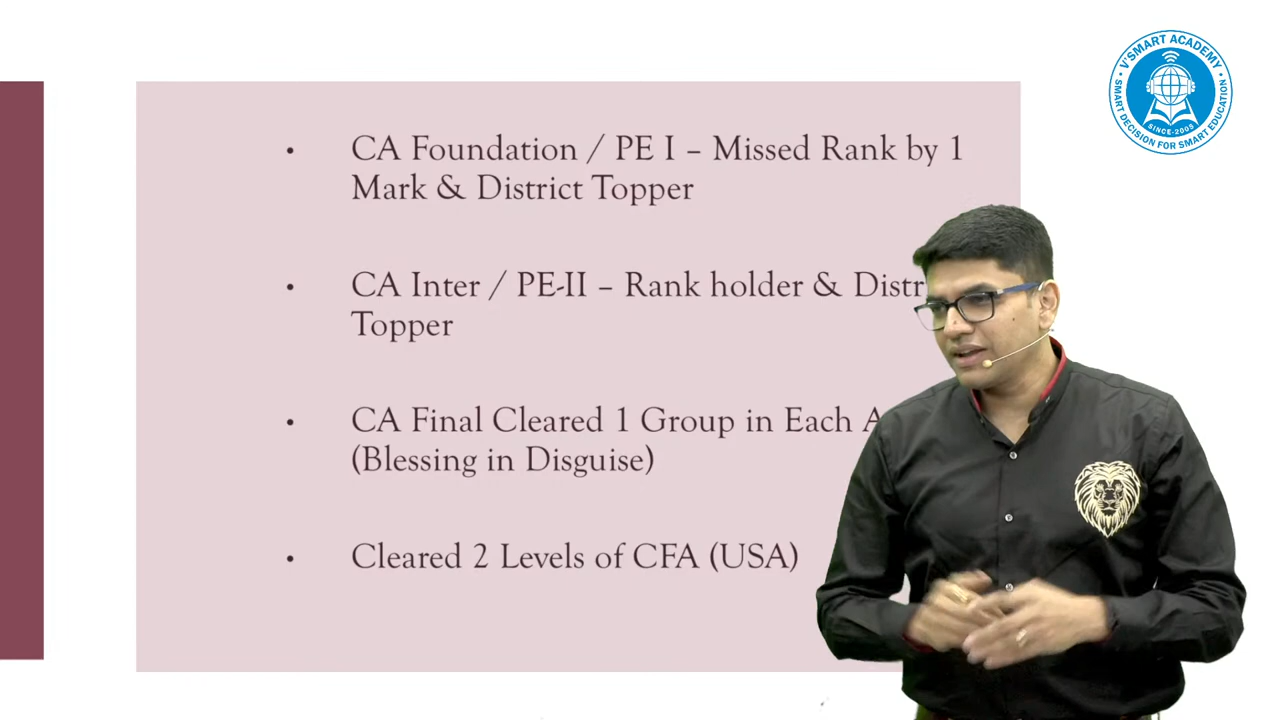 V'SMART ACADEMY
SMART DECISION FOR SMART EDUCATION
SINCE-2005
• CA Foundation / PE I – Missed Rank by 1
Mark & District Topper
• CA Inter / PE-II – Rank holder & Distr
Topper
• CA Final Cleared 1 Group in Each A
(Blessing in Disguise)
• Cleared 2 Levels of CFA (USA)